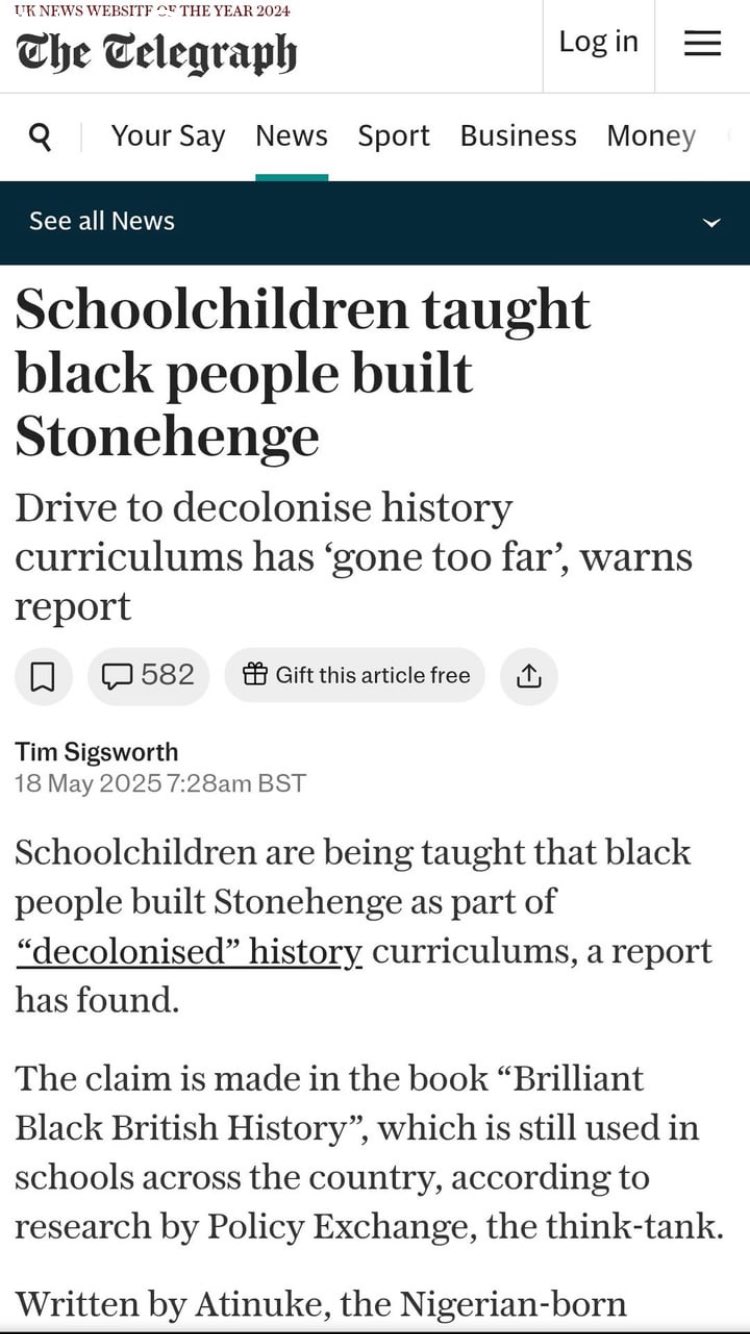 UK NEWS WEBSITE OF THE YEAR 2024
The Telegraph
Log in
Your Say News Sport Business Money
See all News
Schoolchildren taught
black people built
Stonehenge
Drive to decolonise history
curriculums has ‘gone too far’, warns
report
582
Gift this article free
Tim Sigsworth
18 May 2025 7:28am BST
Schoolchildren are being taught that black
people built Stonehenge as part of
“decolonised” history curriculums, a report
has found.
The claim is made in the book “Brilliant
Black British History”, which is still used in
schools across the country, according to
research by Policy Exchange, the think-tank.
Written by Atinuke, the Nigerian-born